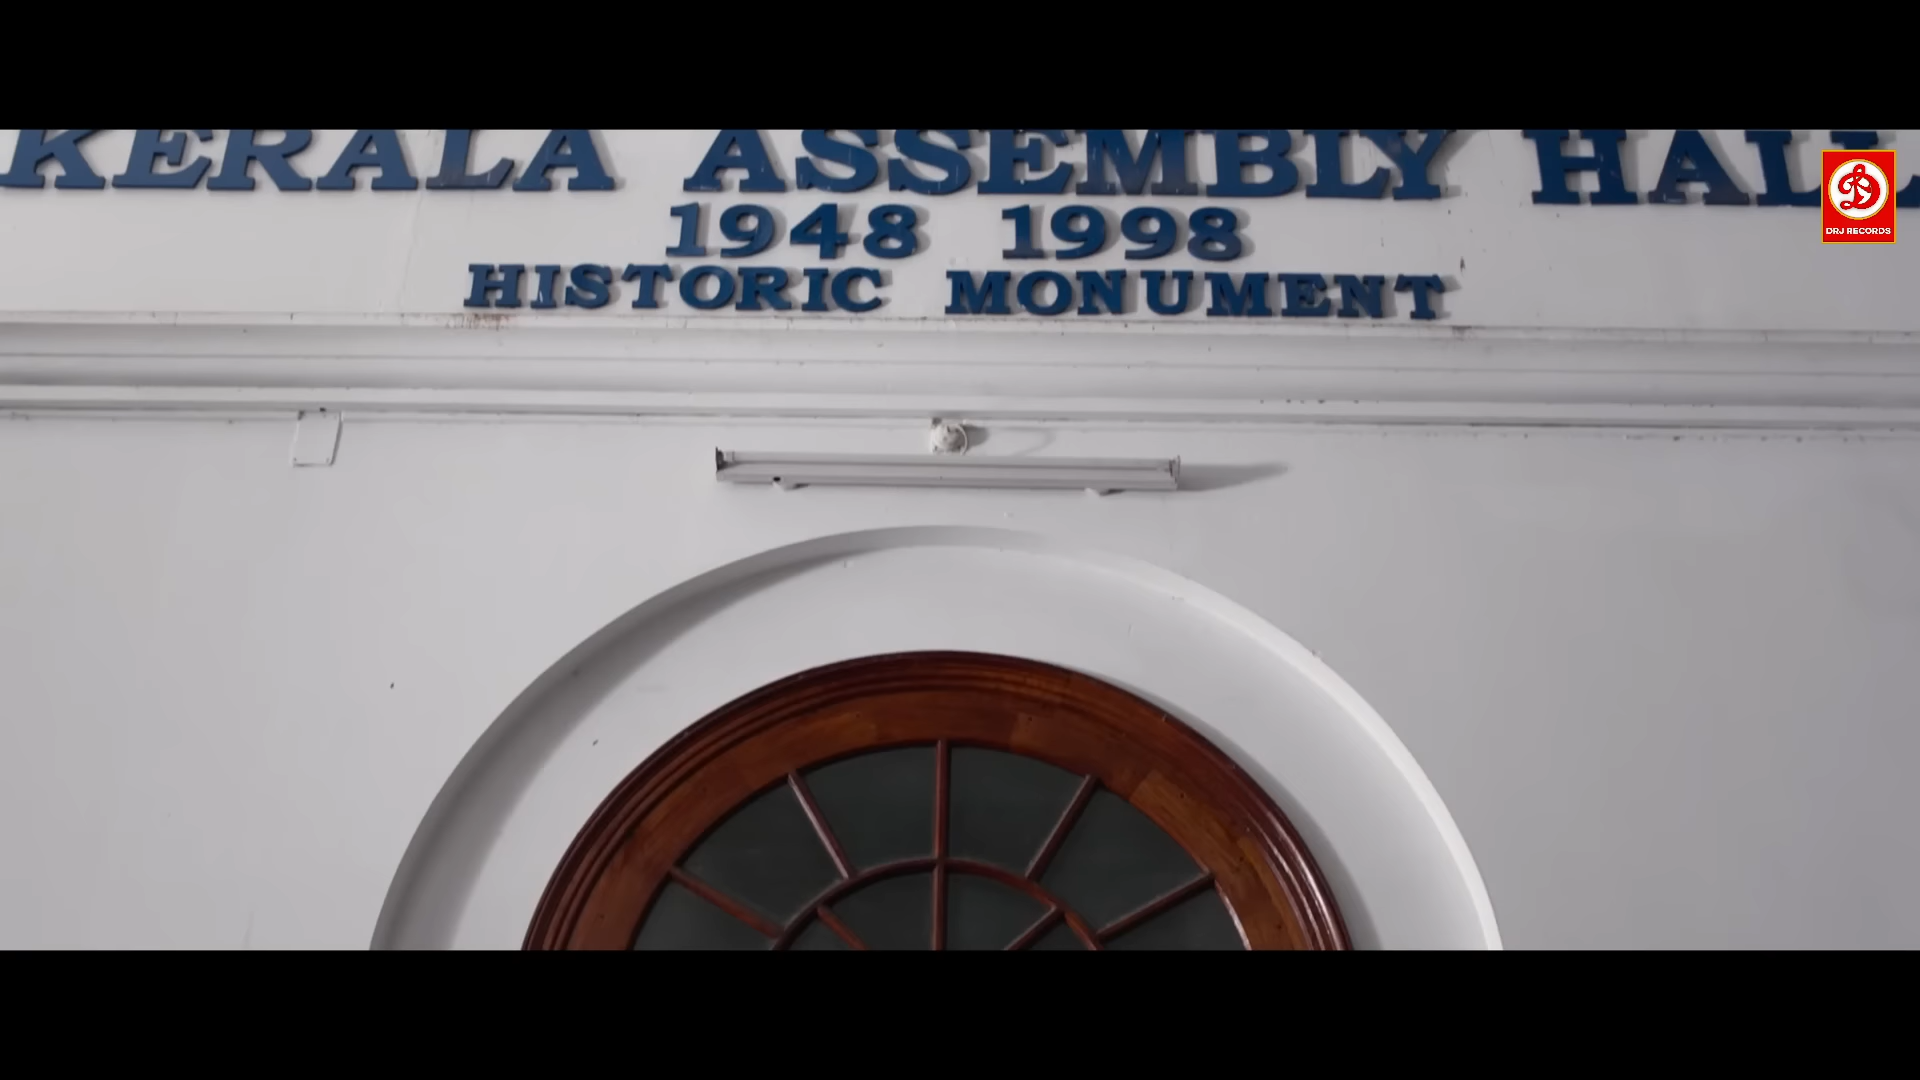 KERALA ASSEMBLY HALL
1948 1998
HISTORIC MONUMENT
DRJ RECORDS